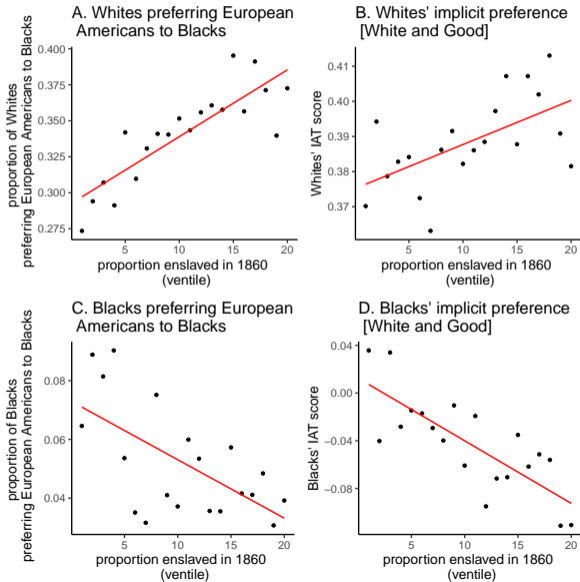 A. Whites preferring European
Americans to Blacks
proportion of Whites
preferring European Americans to Blacks
0.400
0.375
0.350
0.325
0.300
0.275
5
10
15
20
proportion enslaved in 1860
(ventile)
B. Whites' implicit preference
[White and Good]
Whites' IAT score
0.41
0.40
0.39
0.38
0.37
5
10
15
20
proportion enslaved in 1860
(ventile)
C. Blacks preferring European
Americans to Blacks
proportion of Blacks
preferring European Americans to Blacks
0.08
0.06
0.04
5
10
15
20
proportion enslaved in 1860
(ventile)
D. Blacks' implicit preference
[White and Good]
Blacks' IAT score
0.04
0.00
−0.04
−0.08
5
10
15
20
proportion enslaved in 1860
(ventile)